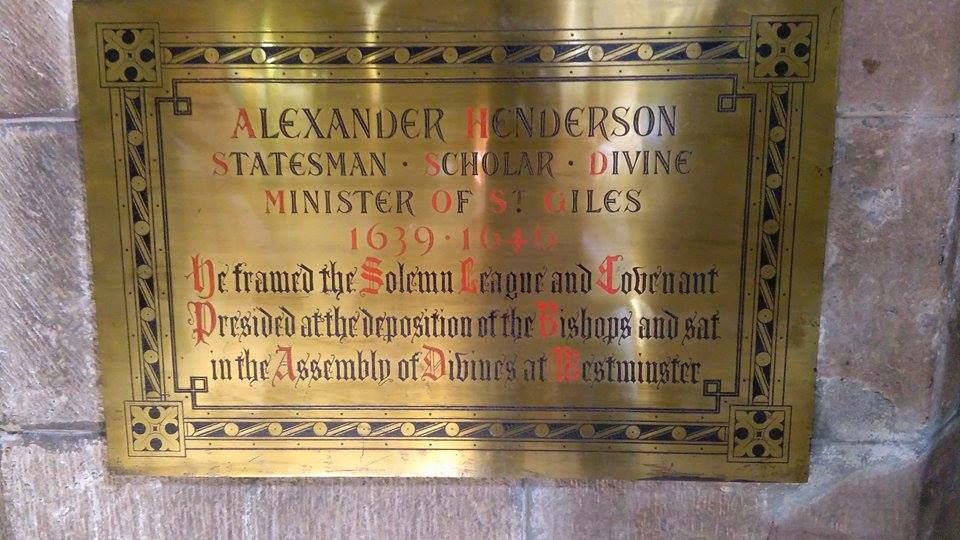 ALEXANDER HENDERSON
STATESMAN · SCHOLAR · DIVINE
MINISTER OF ST GILES
1639 · 1646
He framed the Solemn League and Covenant
Presided at the deposition of the Bishops and sat
in the Assembly of Divines at Westminster